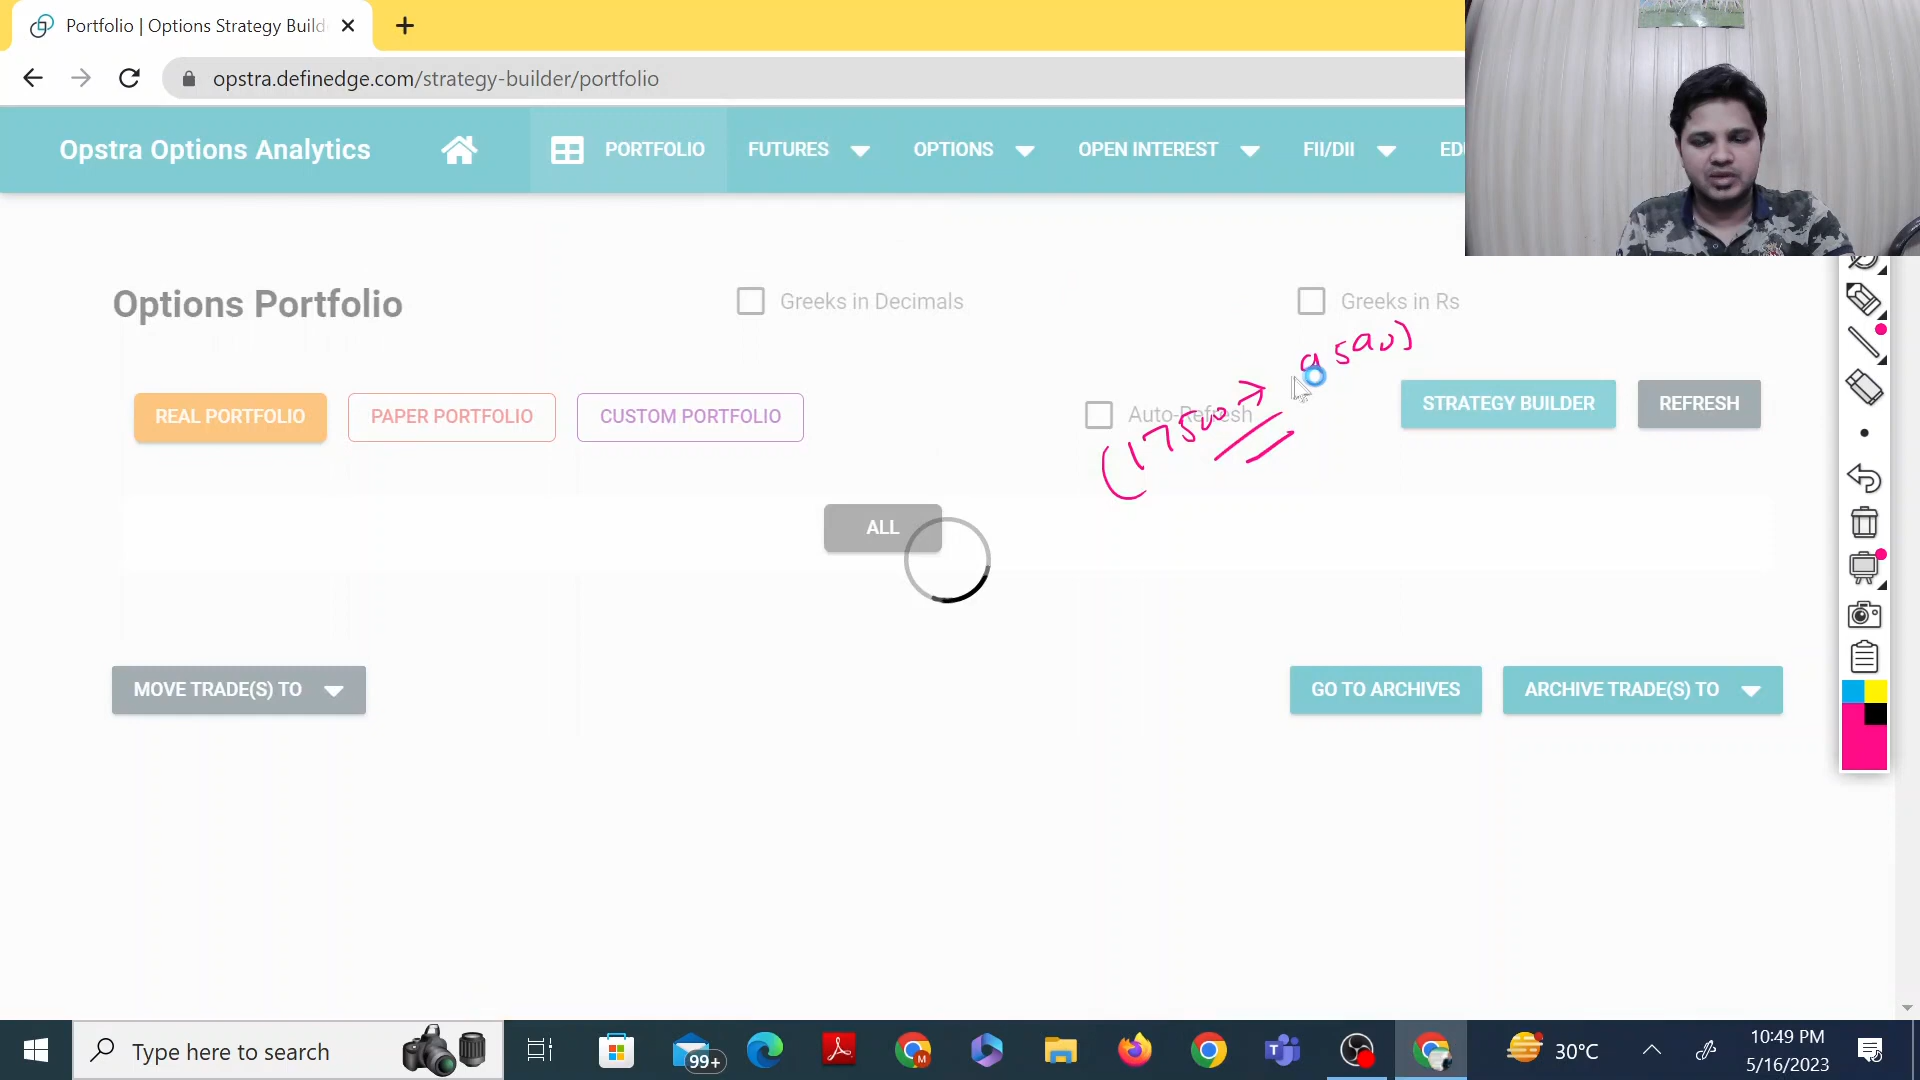 Portfolio | Options Strategy Build
opstra.definedge.com/strategy-builder/portfolio
Opstra Options Analytics PORTFOLIO FUTURES OPTIONS OPEN INTEREST FII/DII
Options Portfolio Greeks in Decimals Greeks in Rs
REAL PORTFOLIO PAPER PORTFOLIO CUSTOM PORTFOLIO Auto-Refresh STRATEGY BUILDER REFRESH
(17500 →
ALL
MOVE TRADE(S) TO GO TO ARCHIVES ARCHIVE TRADE(S) TO
Type here to search 99+ 30°C 10:49 PM
5/16/2023